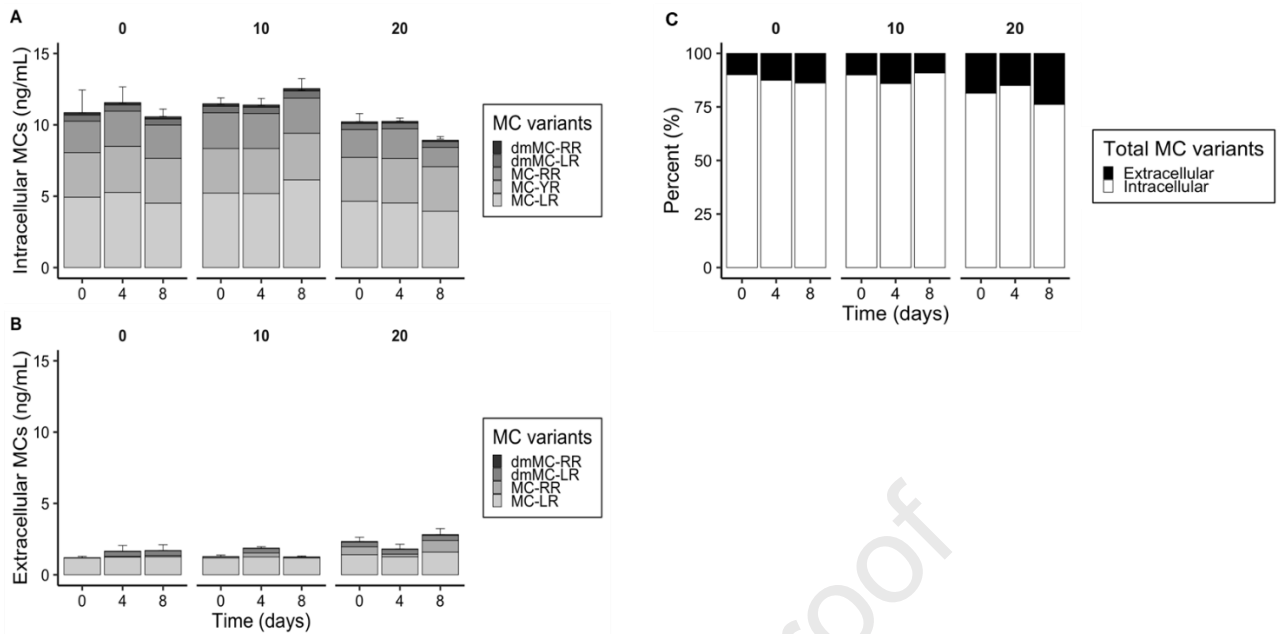 A
0 10 20
Intracellular MCs (ng/mL)
15
10
5
0
0 4 8 0 4 8 0 4 8
MC variants
dmMC-RR
dmMC-LR
MC-RR
MC-YR
MC-LR
B
0 10 20
Extracellular MCs (ng/mL)
15
10
5
0
0 4 8 0 4 8 0 4 8
Time (days)
MC variants
dmMC-RR
dmMC-LR
MC-RR
MC-LR
C
0 10 20
Percent (%)
100
75
50
25
0
0 4 8 0 4 8 0 4 8
Time (days)
Total MC variants
Extracellular
Intracellular
roof